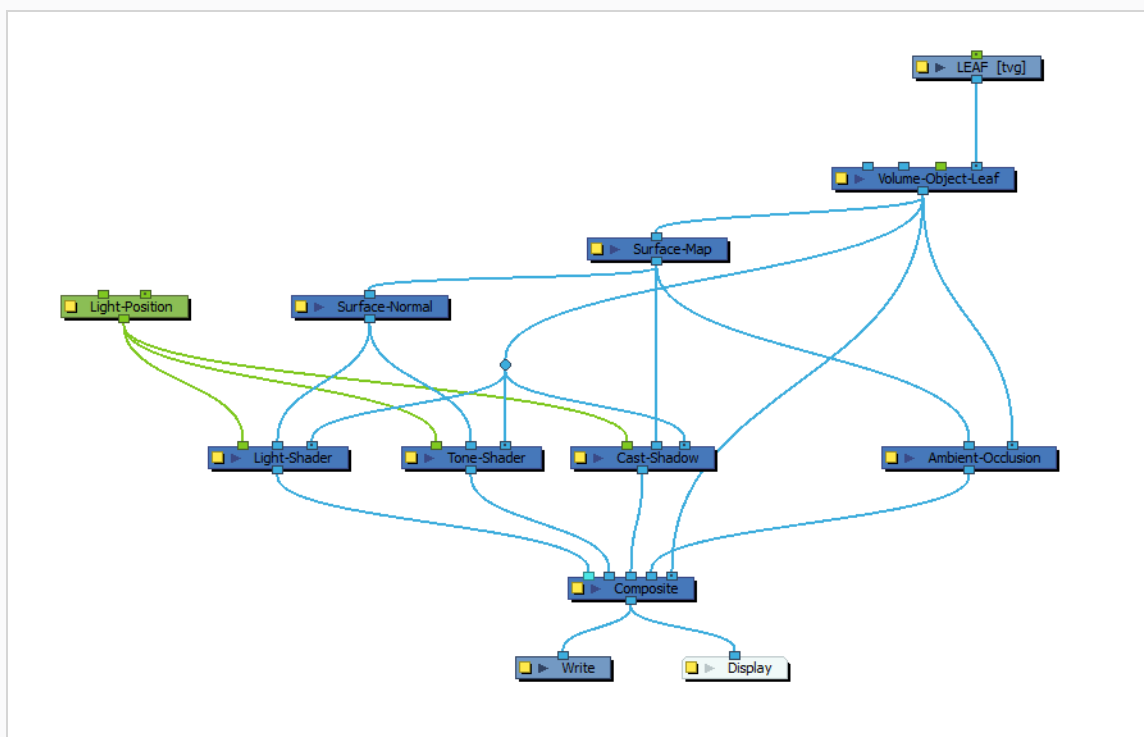 LEAF [tvg]
Volume-Object-Leaf
Surface-Map
Light-Position
Surface-Normal
Light-Shader
Tone-Shader
Cast-Shadow
Ambient-Occlusion
Composite
Write
Display